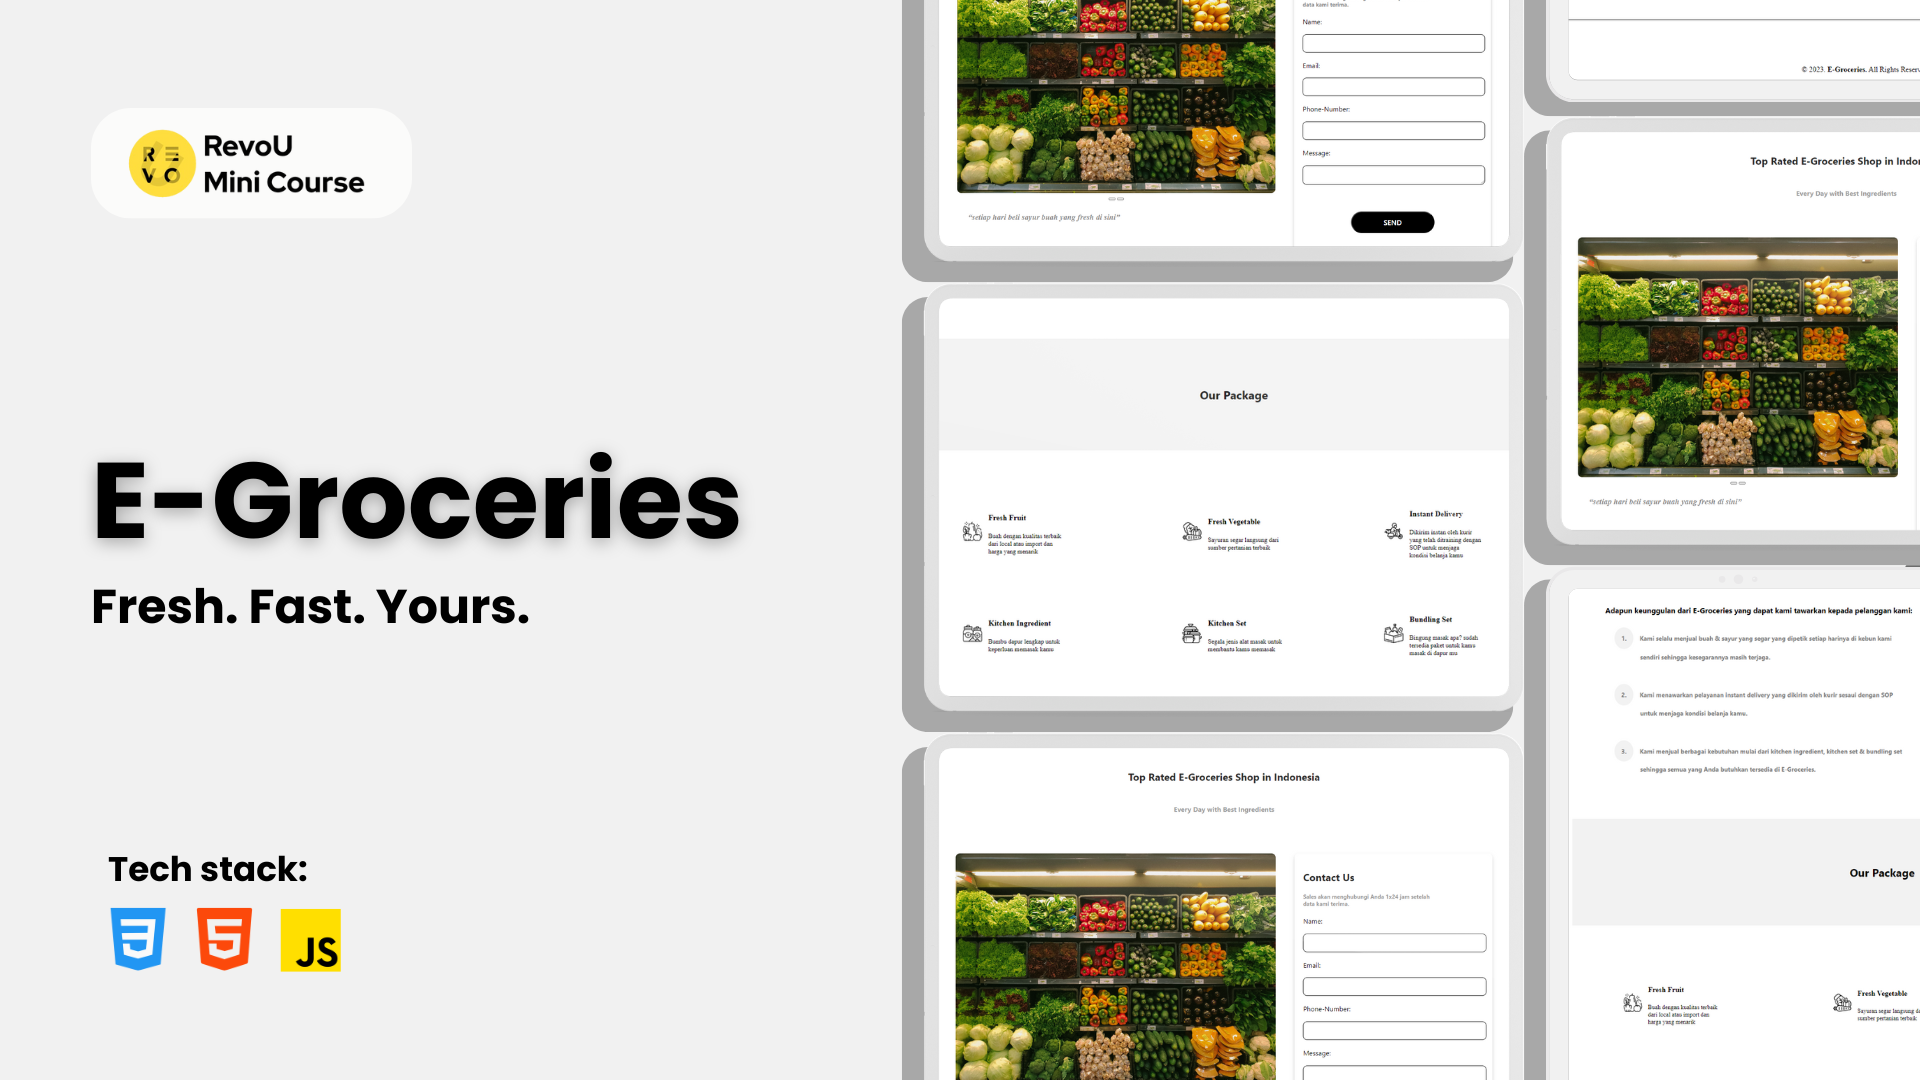 RE
VO
RevoU
Mini Course
E-Groceries
Fresh. Fast. Yours.
Tech stack:
3
5
JS
data kami terima.
Name:
Email:
Phone-Number:
Message:
SEND
“setiap hari beli sayur buah yang fresh di sini”
Our Package
Fresh Fruit
Buah dengan kualitas terbaik
dari local atau import dan
harga yang menarik
Fresh Vegetable
Sayuran segar langsung dari
sumber pertanian terbaik
Instant Delivery
Dikirim instan oleh kurir
yang telah ditraining dengan
SOP untuk menjaga
kondisi belanja kamu
Kitchen Ingredient
Bumbu dapur lengkap untuk
keperluan memasak kamu
Kitchen Set
Segala jenis alat masak untuk
membantu kamu memasak
Bundling Set
Bingung masak apa? sudah
tersedia paket untuk kamu
masak di dapur mu
Top Rated E-Groceries Shop in Indonesia
Every Day with Best Ingredients
Contact Us
Sales akan menghubungi Anda 1x24 jam setelah
data kami terima.
Name:
Email:
Phone-Number:
Message:
© 2023. E-Groceries. All Rights Reserv
Top Rated E-Groceries Shop in Indon
Every Day with Best Ingredients
“setiap hari beli sayur buah yang fresh di sini”
Adapun keunggulan dari E-Groceries yang dapat kami tawarkan kepada pelanggan kami:
1. Kami selalu menjual buah & sayur yang segar yang dipetik setiap harinya di kebun kami
sendiri sehingga kesegarannya masih terjaga.
2. Kami menawarkan pelayanan instant delivery yang dikirim oleh kurir sesuai dengan SOP
untuk menjaga kondisi belanja kamu.
3. Kami menjual berbagai kebutuhan mulai dari kitchen ingredient, kitchen set & bundling set
sehingga semua yang Anda butuhkan tersedia di E-Groceries.
Our Package
Fresh Fruit
Buah dengan kualitas terbaik
dari local atau import dan
harga yang menarik
Fresh Vegetable
Sayuran segar langsung d
sumber pertanian terbaik